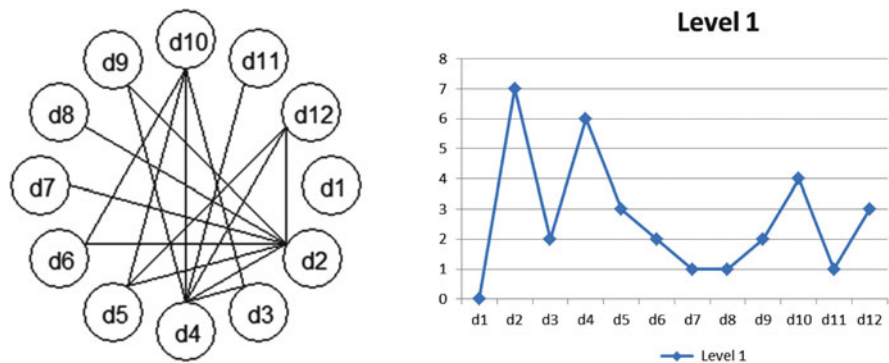 d10
d9
d11
d8
d12
d7
d1
d6
d2
d5
d3
d4
Level 1
8
7
6
5
4
3
2
1
0
d1 d2 d3 d4 d5 d6 d7 d8 d9 d10 d11 d12
Level 1